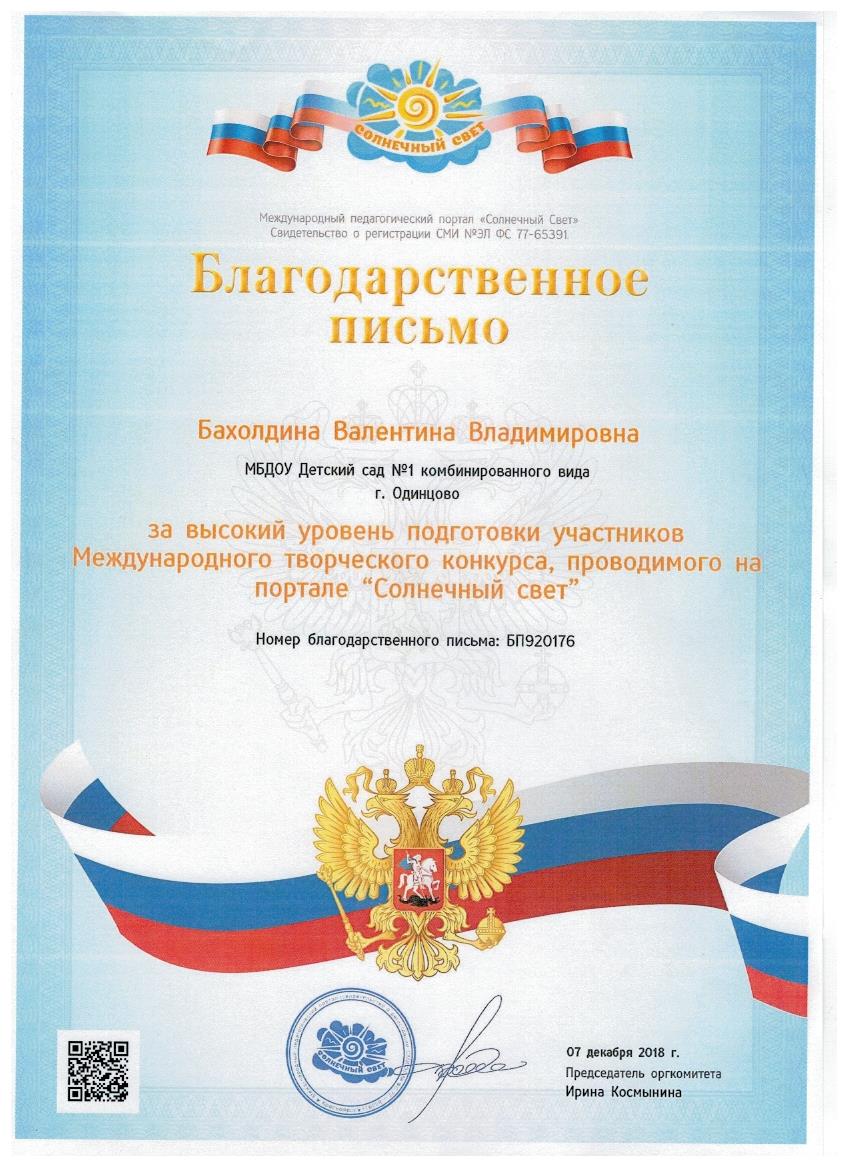 СОЛНЕЧНЫЙ СВЕТ
Международный педагогический портал «Солнечный Свет»
Свидетельство о регистрации СМИ №ЭЛ ФС 77-65391
Благодарственное
письмо
Бахолдина Валентина Владимировна
МБДОУ Детский сад №1 комбинированного вида
г. Одинцово
за высокий уровень подготовки участников
Международного творческого конкурса, проводимого на
портале “Солнечный свет”
Номер благодарственного письма: БП920176
СОЛНЕЧНЫЙ СВЕТ
07 декабря 2018 г.
Председатель оргкомитета
Ирина Космынина